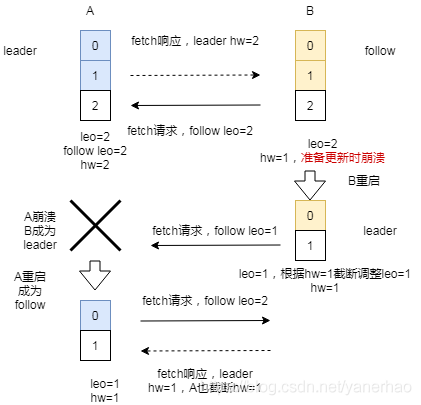 A
B
leader
follow
fetch响应，leader hw=2
0
1
2
0
1
2
fetch请求，follow leo=2
leo=2
follow leo=2
hw=2
leo=2
hw=1，准备更新时崩溃
B重启
A崩溃
B成为
leader
fetch请求，follow leo=1
0
1
leader
leo=1，根据hw=1截断调整leo=1
hw=1
A重启
成为
follow
fetch请求，follow leo=2
0
1
fetch响应，leader
hw=1，A也截断hw=1
leo=1
hw=1
og.csdn.net/yanerhao